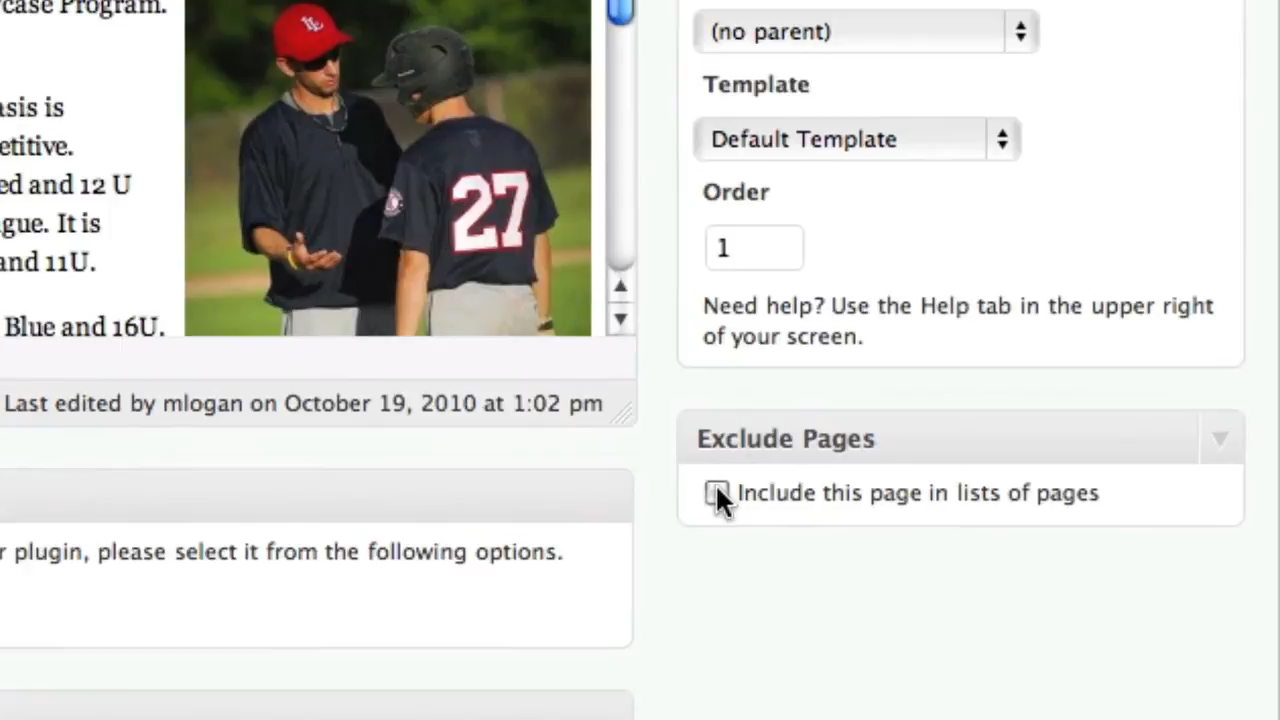 case Program.
asis is
etitive.
ed and 12 U
gue. It is
and 11U.
Blue and 16U.
27
Last edited by mlogan on October 19, 2010 at 1:02 pm
r plugin, please select it from the following options.
(no parent)
Template
Default Template
Order
1
Need help? Use the Help tab in the upper right
of your screen.
Exclude Pages
Include this page in lists of pages